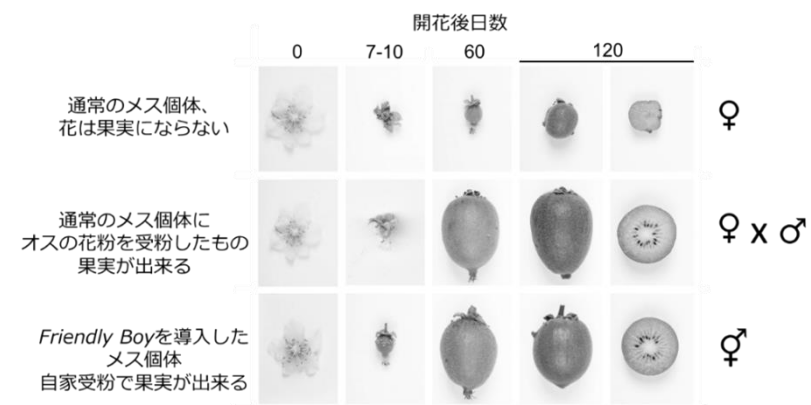 開花後日数
0 7-10 60 120
通常のメス個体、
花は果実にならない
♀
通常のメス個体に
オスの花粉を受粉したもの
果実が出来る
♀ x ♂
Friendly Boyを導入した
メス個体
自家受粉で果実が出来る
⚥